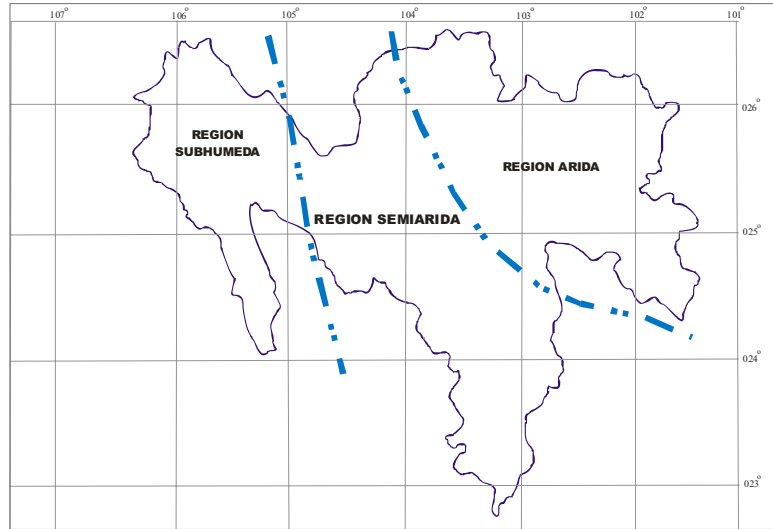 107° 106° 105° 104° 103° 102° 101°
026°
REGION
SUBHUMEDA
REGION ARIDA
REGION SEMIARIDA
025°
024°
023°